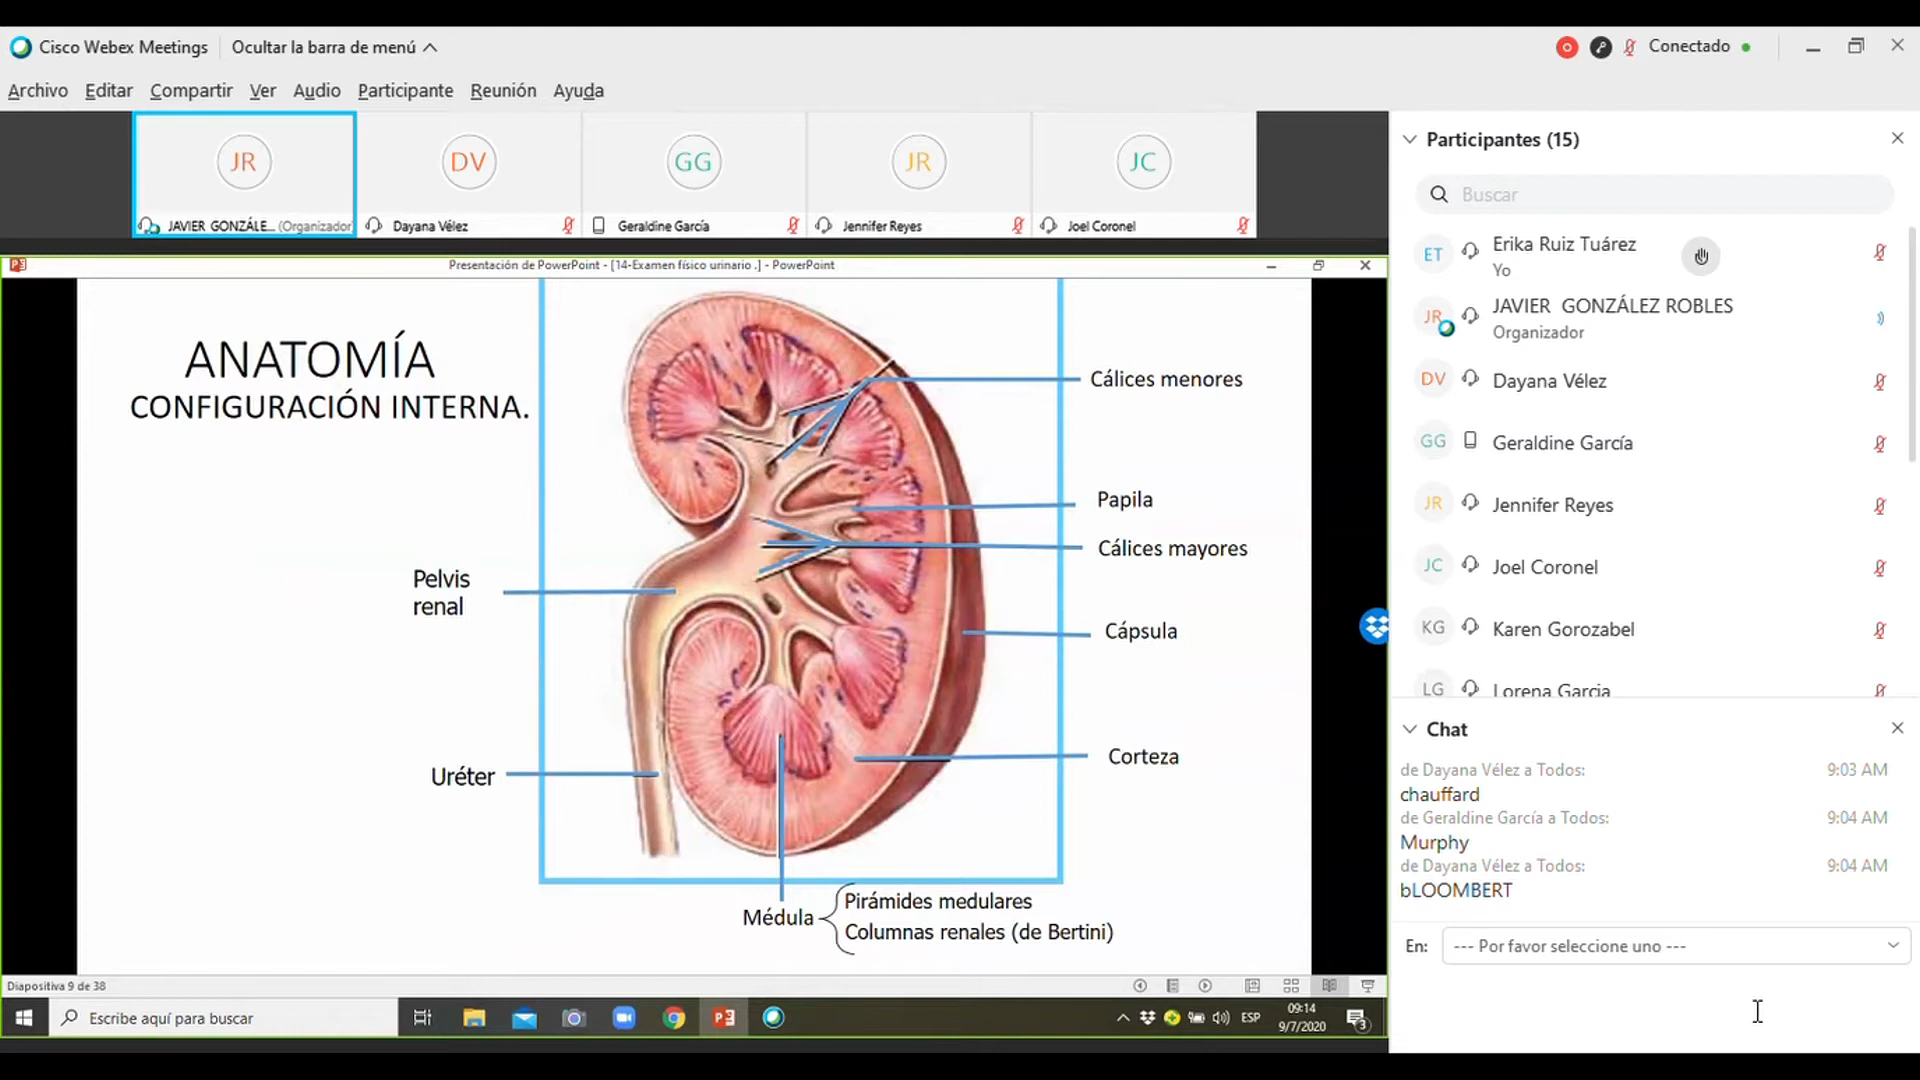 Cisco Webex Meetings
Ocultar la barra de menú
Conectado
Archivo Editar Compartir Ver Audio Participante Reunión Ayuda
JR
DV
GG
JR
JC
JAVIER GONZÁLE... (Organizador)
Dayana Vélez
Geraldine García
Jennifer Reyes
Joel Coronel
Presentación de PowerPoint - [14-Examen físico urinario .] - PowerPoint
ANATOMÍA
CONFIGURACIÓN INTERNA.
Cálices menores
Papila
Cálices mayores
Pelvis
renal
Cápsula
Uréter
Corteza
Médula
Pirámides medulares
Columnas renales (de Bertini)
Diapositiva 9 de 38
Escribe aquí para buscar
ESP
09:14
9/7/2020
3
Participantes (15)
Buscar
ET Erika Ruiz Tuárez
Yo
JR JAVIER GONZÁLEZ ROBLES
Organizador
DV Dayana Vélez
GG Geraldine García
JR Jennifer Reyes
JC Joel Coronel
KG Karen Gorozabel
LG Lorena Garcia
Chat
de Dayana Vélez a Todos: 9:03 AM
chauffard
de Geraldine García a Todos: 9:04 AM
Murphy
de Dayana Vélez a Todos: 9:04 AM
bLOOMBERT
En: --- Por favor seleccione uno ---